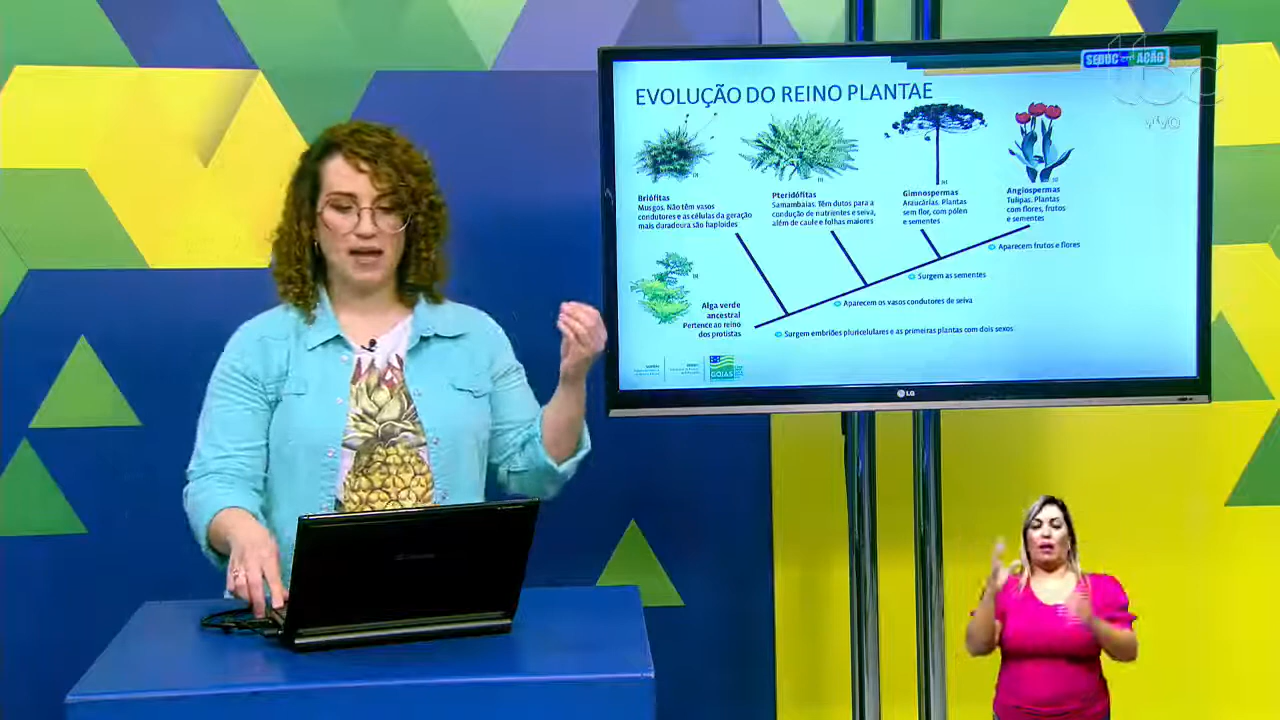 SEDUC em AÇÃO
tbc
vivo
EVOLUÇÃO DO REINO PLANTAE
Briófitas
Musgos. Não têm vasos
condutores e as células da geração
mais duradoura são haploides
Pteridófitas
Samambaias. Têm dutos para a
condução de nutrientes e seiva,
além de caule e folhas maiores
Gimnospermas
Araucárias. Plantas
sem flor, com pólen
e sementes
Angiospermas
Tulipas. Plantas
com flores, frutos
e sementes
Aparecem frutos e flores
Surgem as sementes
Alga verde
ancestral
Pertence ao reino
dos protistas
Aparecem os vasos condutores de seiva
Surgem embriões pluricelulares e as primeiras plantas com dois sexos
GOIÁS
LG